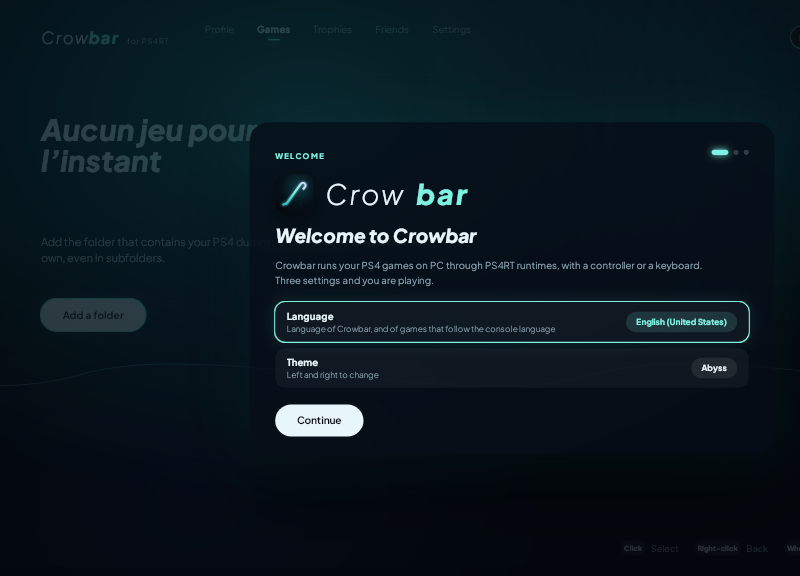 Crowbar for PS4RT
Profile Games Trophies Friends Settings
Aucun jeu pour
l'instant
Add the folder that contains your PS4
own, even in subfolders.
Add a folder
WELCOME
Crow bar
Welcome to Crowbar
Crowbar runs your PS4 games on PC through PS4RT runtimes, with a controller or a keyboard.
Three settings and you are playing.
Language
Language of Crowbar, and of games that follow the console language
English (United States)
Theme
Left and right to change
Abyss
Continue
Click Select Right-click Back